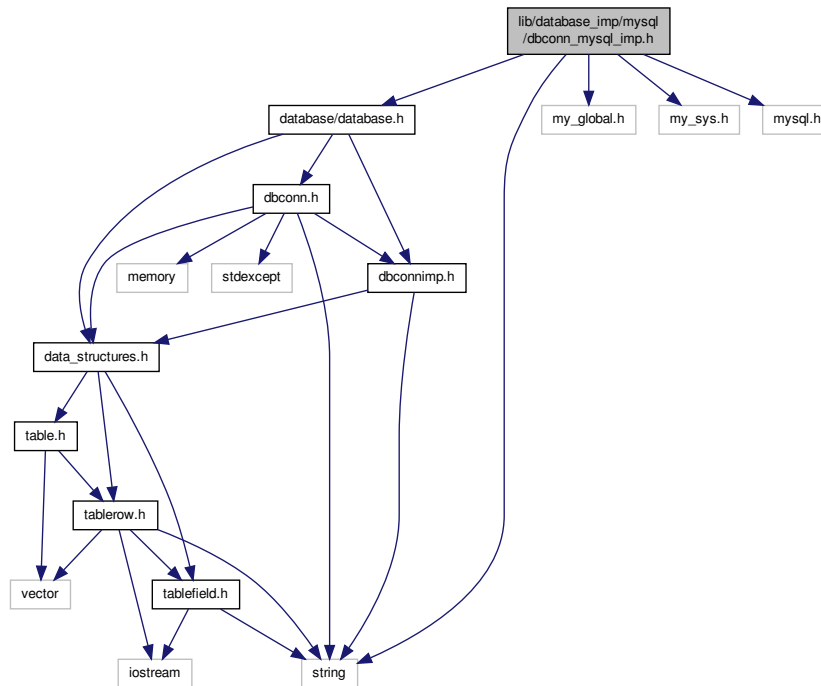 lib/database_imp/mysql
/dbconn_mysql_imp.h
database/database.h
my_global.h
my_sys.h
mysql.h
dbconn.h
memory
stdexcept
dbconnimp.h
data_structures.h
table.h
tablerow.h
vector
tablefield.h
iostream
string